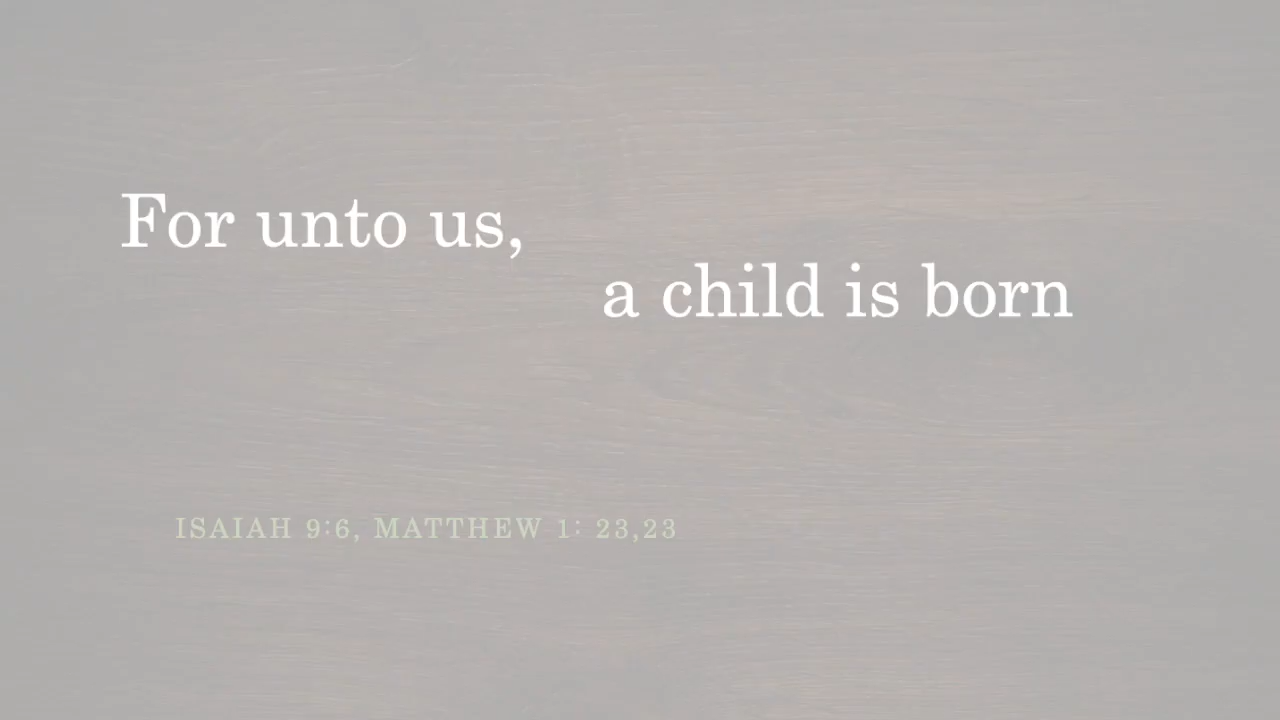 For unto us,
a child is born
ISAIAH 9:6, MATTHEW 1: 23,23